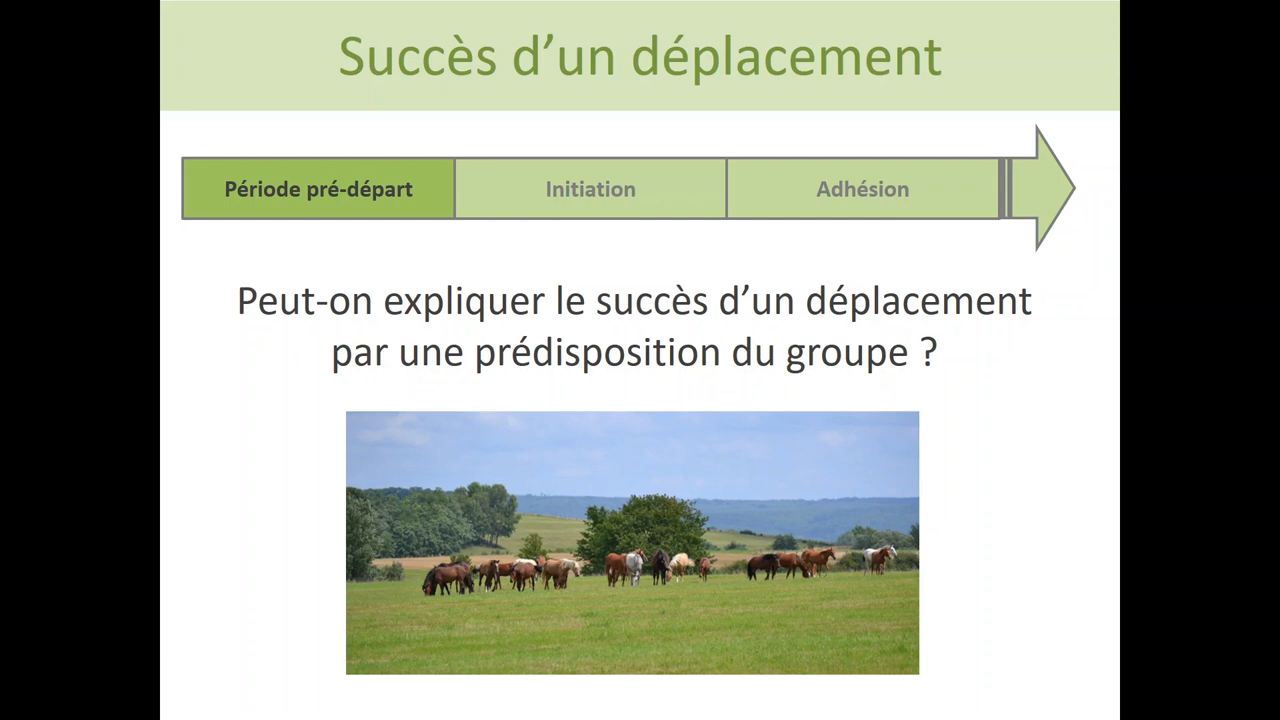 Succès d’un déplacement
Période pré-départ
Initiation
Adhésion
Peut-on expliquer le succès d’un déplacement
par une prédisposition du groupe ?